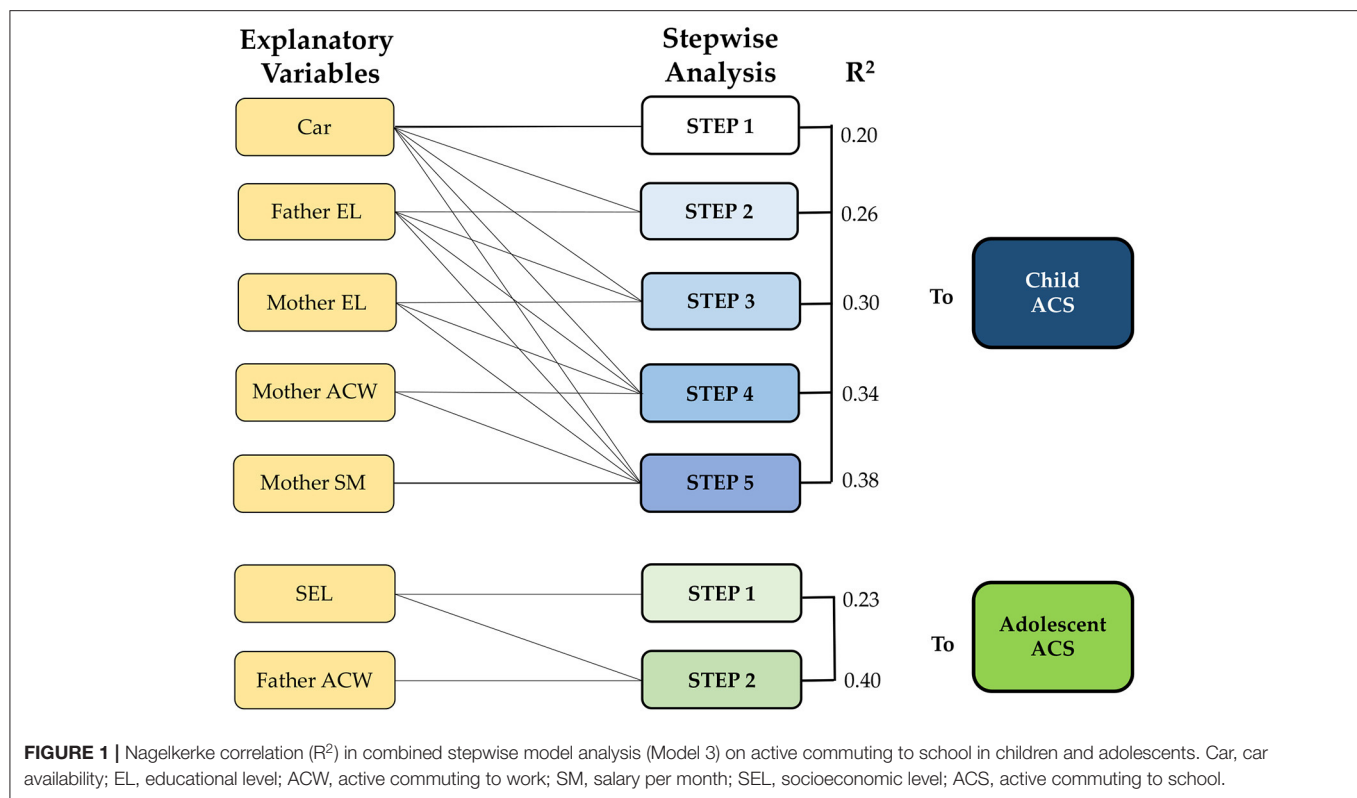 Explanatory
Variables
Stepwise
Analysis
R²
Car
STEP 1
0.20
Father EL
STEP 2
0.26
Mother EL
STEP 3
0.30
To
Child
ACS
Mother ACW
STEP 4
0.34
Mother SM
STEP 5
0.38
SEL
STEP 1
0.23
To
Adolescent
ACS
Father ACW
STEP 2
0.40
FIGURE 1 | Nagelkerke correlation (R²) in combined stepwise model analysis (Model 3) on active commuting to school in children and adolescents. Car, car
availability; EL, educational level; ACW, active commuting to work; SM, salary per month; SEL, socioeconomic level; ACS, active commuting to school.